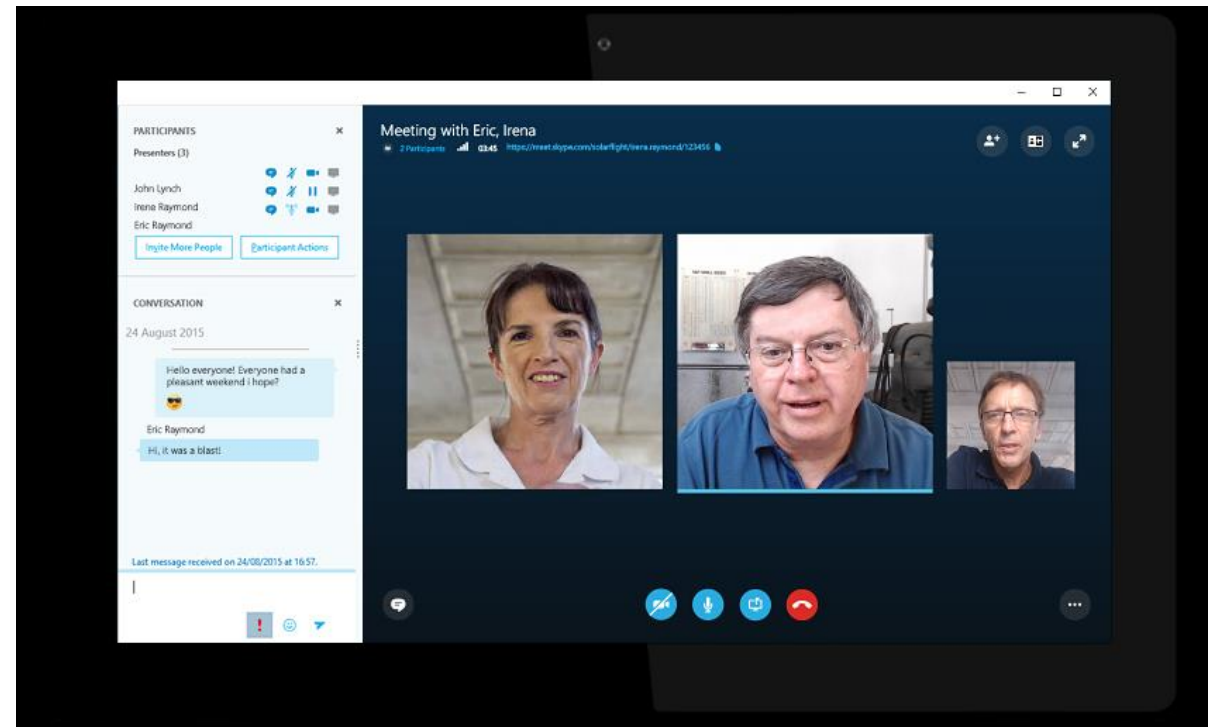 PARTICIPANTS
Presenters (3)
John Lynch
Irene Raymond
Eric Raymond
Invite More People
Participant Actions
CONVERSATION
24 August 2015
Hello everyone! Everyone had a
pleasant weekend i hope?
Eric Raymond
Hi, it was a blast!
Last message received on 24/08/2015 at 16:57.
Meeting with Eric, Irena
2 Participants 03:45 https://meet.skype.com/solarflight/irena.raymond/123456